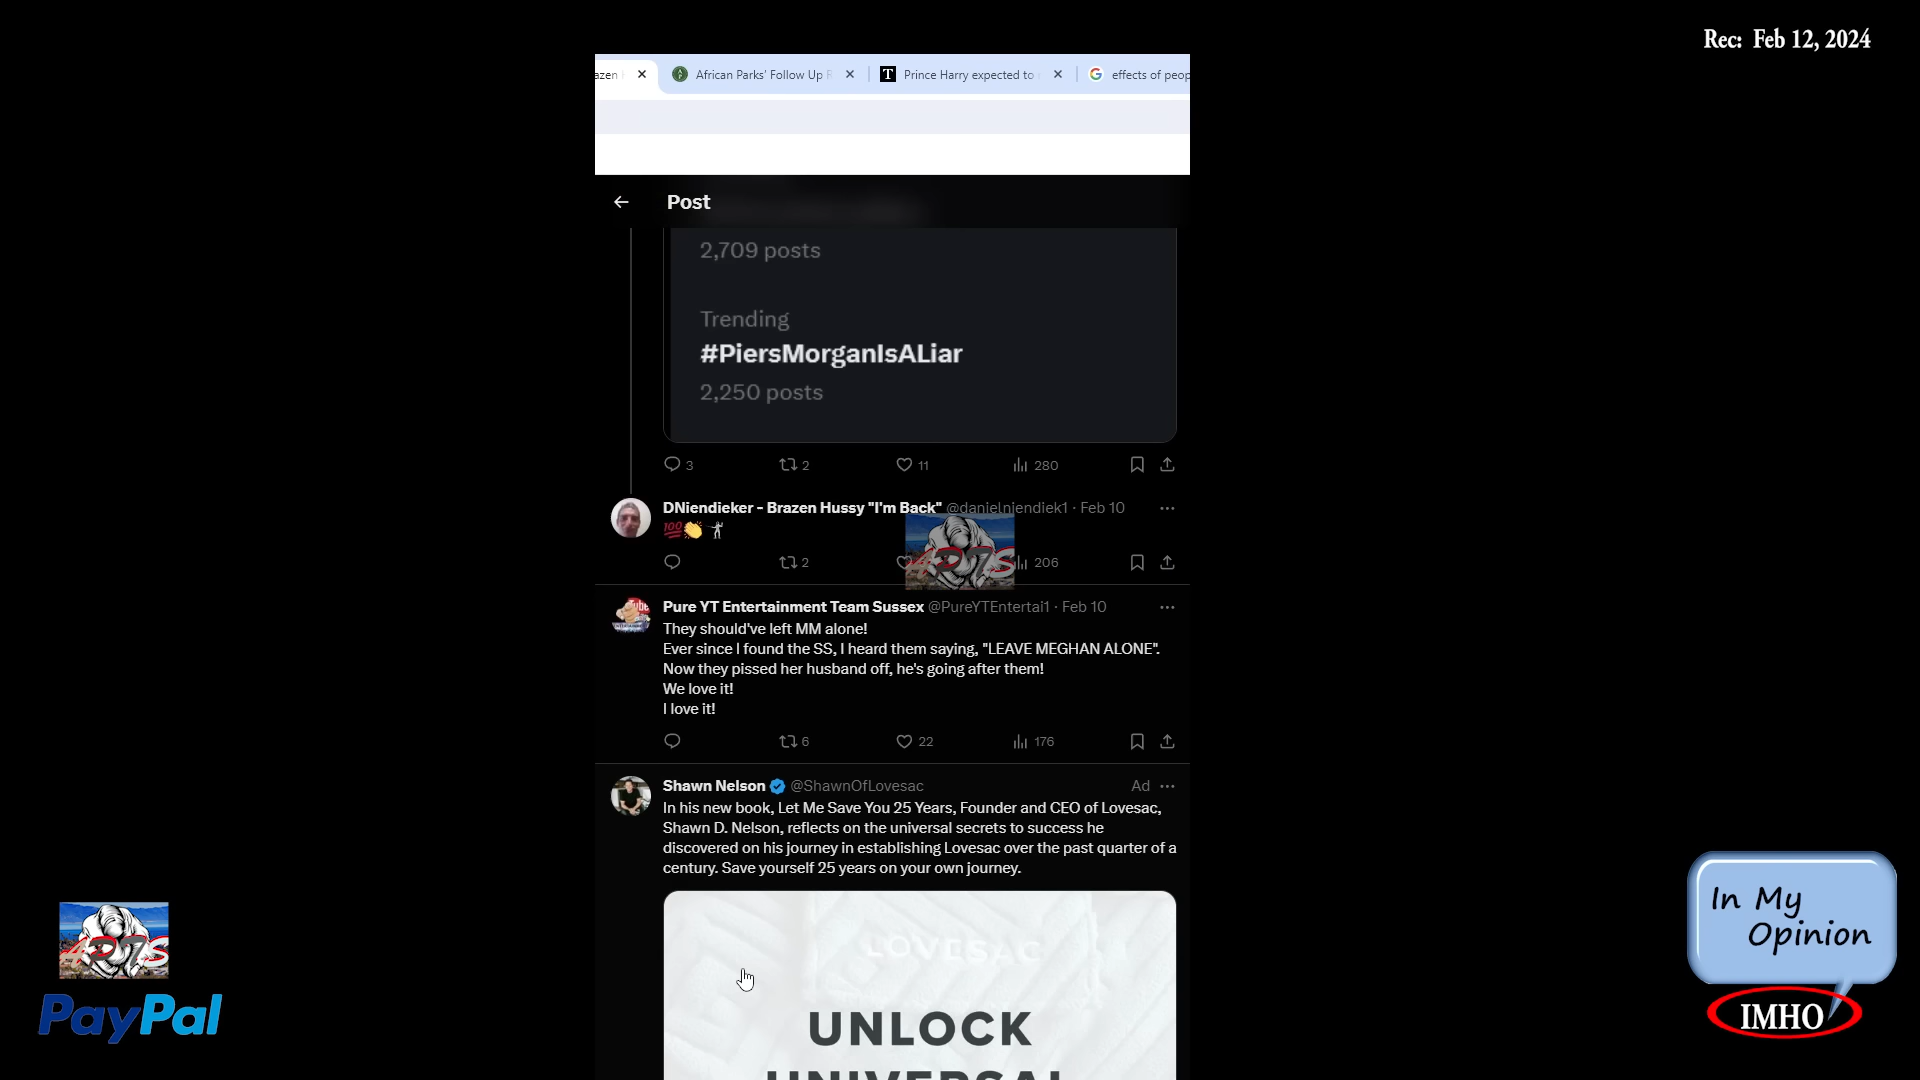 Rec: Feb 12, 2024
azen
African Parks' Follow Up R
Prince Harry expected to
effects of peop
Post
2,709 posts
Trending
#PiersMorganIsALiar
2,250 posts
3 2 11 280
DNiendieker - Brazen Hussy "I'm Back" @danielniendiek1 · Feb 10
💯👏
2 206
Pure YT Entertainment Team Sussex @PureYTEntertai1 · Feb 10
They should've left MM alone!
Ever since I found the SS, I heard them saying, "LEAVE MEGHAN ALONE".
Now they pissed her husband off, he's going after them!
We love it!
I love it!
6 22 176
Shawn Nelson @ShawnOfLovesac Ad
In his new book, Let Me Save You 25 Years, Founder and CEO of Lovesac,
Shawn D. Nelson, reflects on the universal secrets to success he
discovered on his journey in establishing Lovesac over the past quarter of a
century. Save yourself 25 years on your own journey.
LOVESAC
UNLOCK
UNIVERSAL
PayPal
In My
Opinion
IMHO